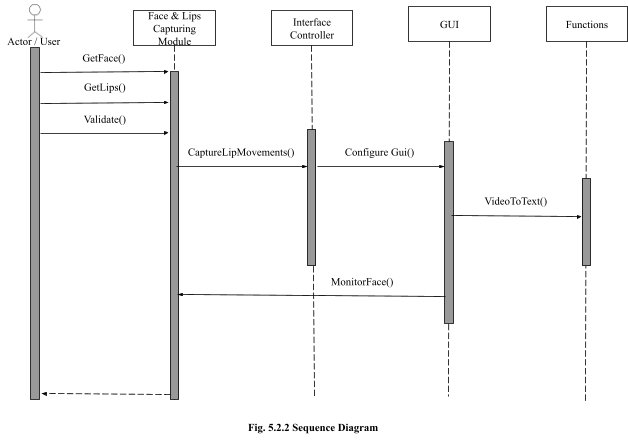 Actor / User
Face & Lips
Capturing
Module
Interface
Controller
GUI
Functions
GetFace()
GetLips()
Validate()
CaptureLipMovements()
Configure Gui()
VideoToText()
MonitorFace()
Fig. 5.2.2 Sequence Diagram